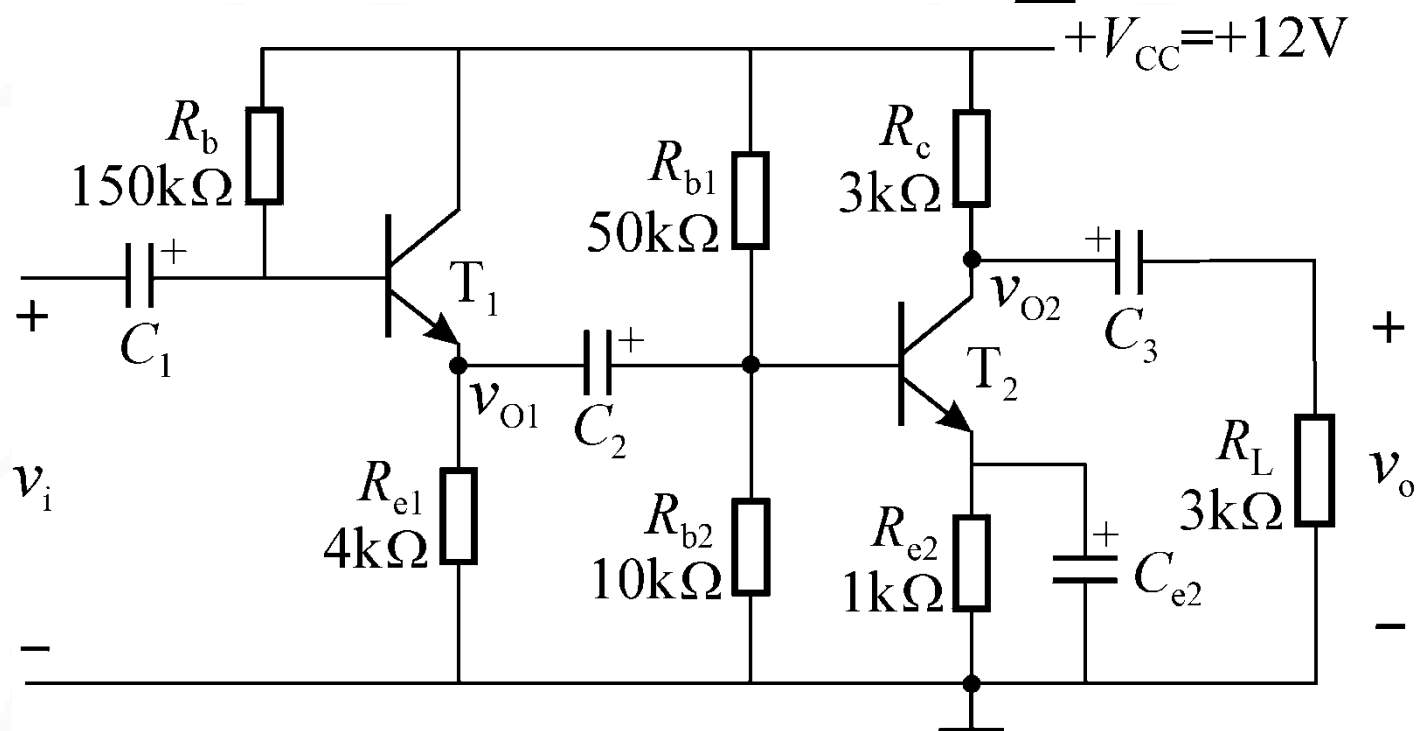 +V_CC=+12V
R_b
150kΩ
R_b1
50kΩ
R_c
3kΩ
+
C_1
T_1
+
v_O1
C_2
+
v_O2
+
C_3
T_2
+
v_i
−
R_e1
4kΩ
R_b2
10kΩ
R_e2
1kΩ
+
C_e2
R_L
3kΩ
+
v_o
−